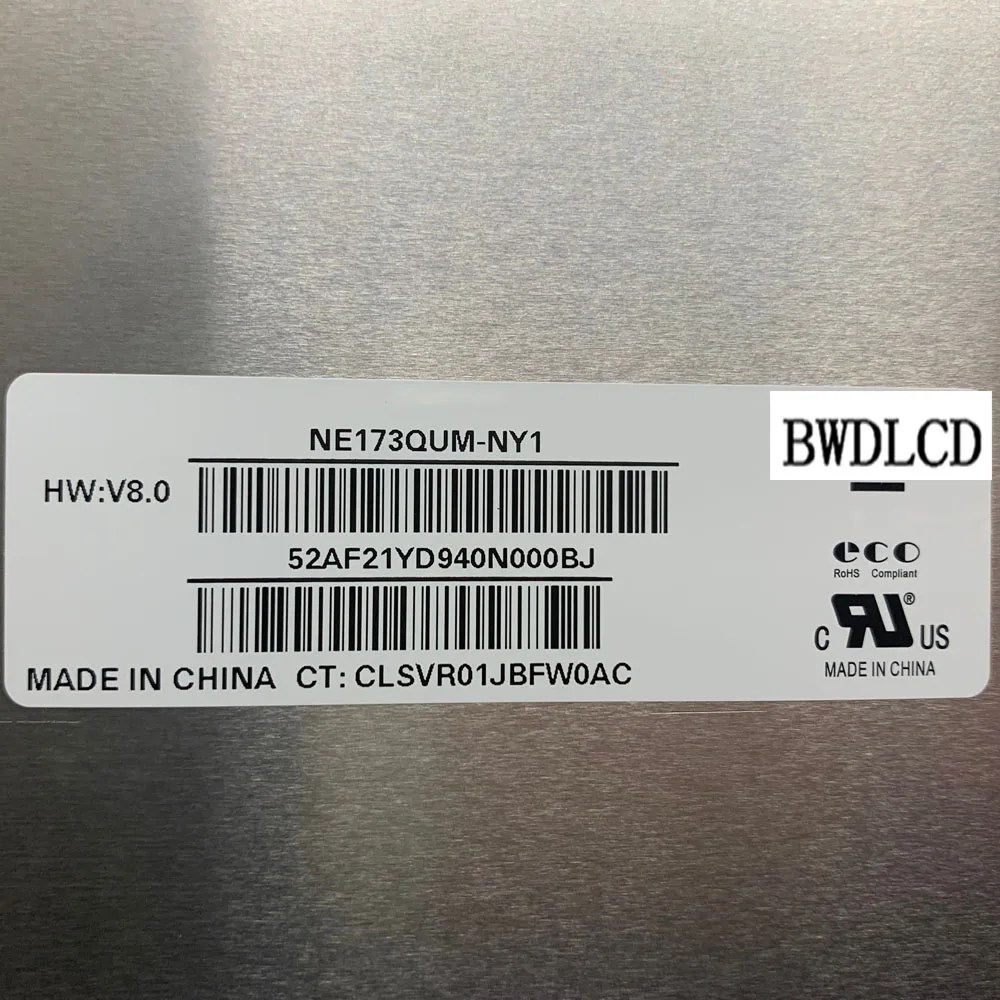 NE173QUM-NY1
BWDLCD
HW:V8.0
52AF21YD940N000BJ
eco
RoHS Compliant
C RU® US
MADE IN CHINA CT: CLSVR01JBFW0AC
MADE IN CHINA